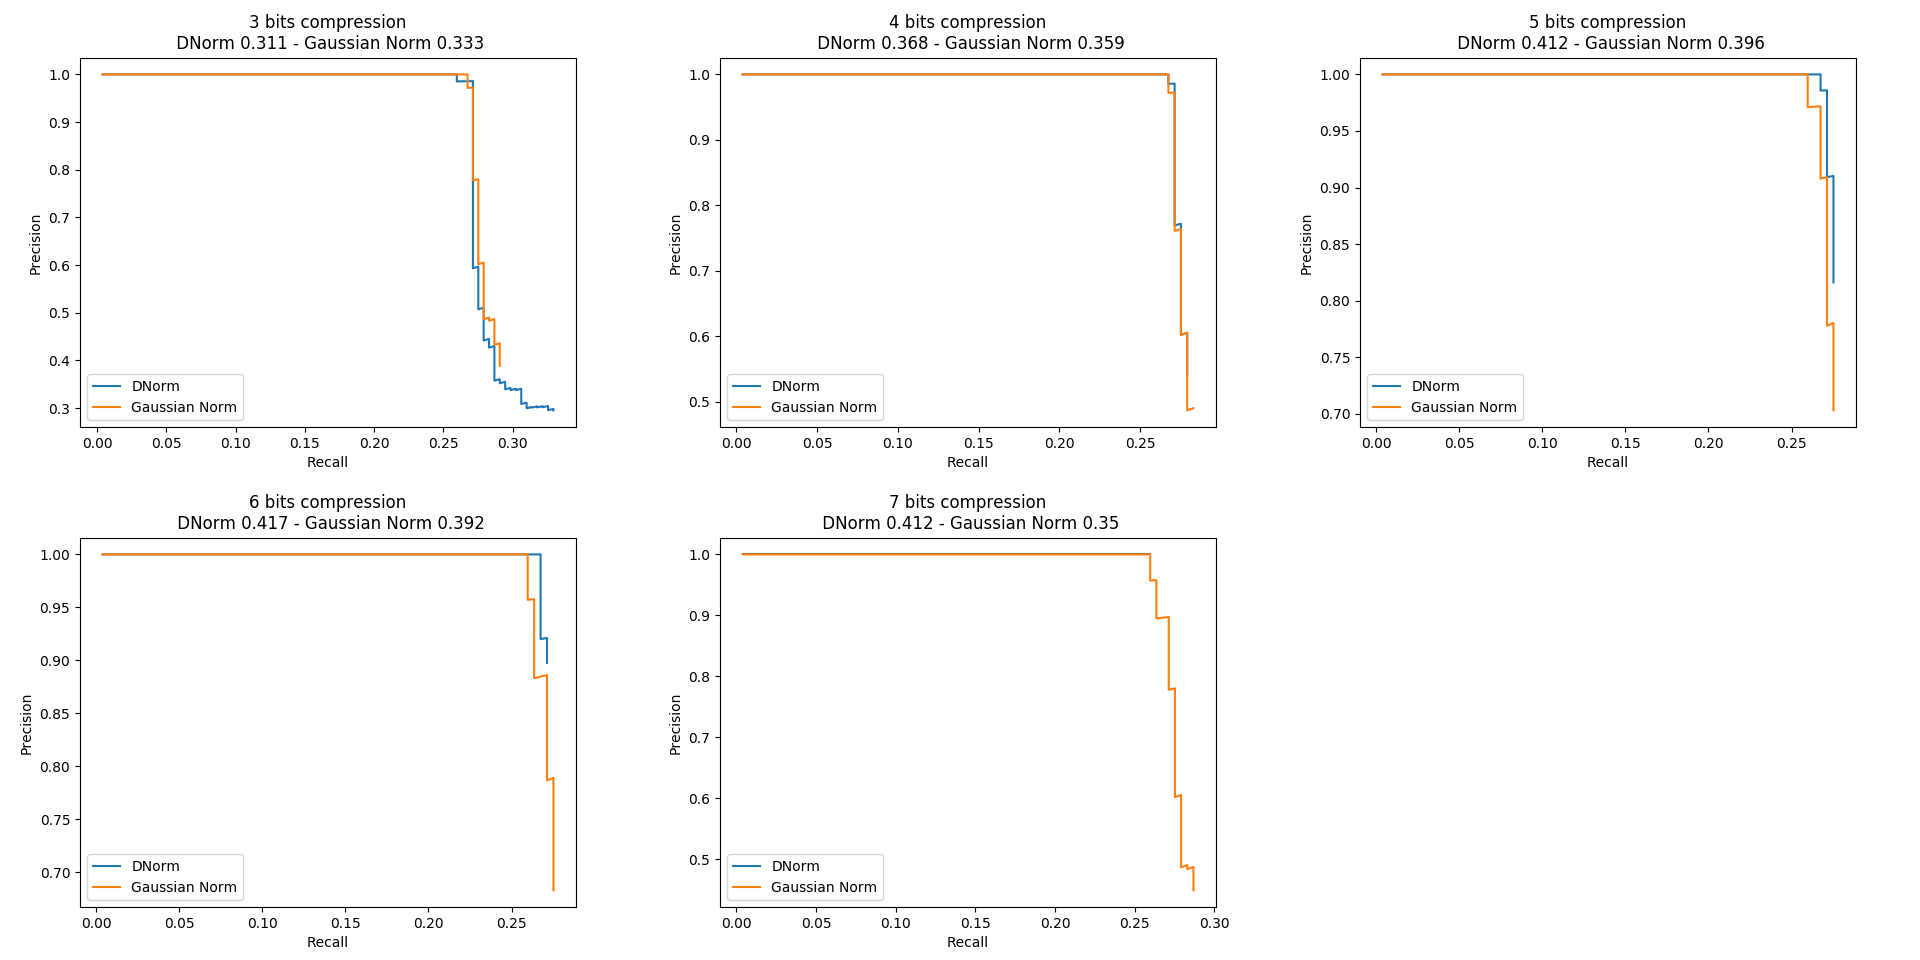 3 bits compression
DNorm 0.311 - Gaussian Norm 0.333
1.0
0.9
0.8
0.7
0.6
0.5
0.4
0.3
Precision
DNorm
Gaussian Norm
0.00 0.05 0.10 0.15 0.20 0.25 0.30
Recall
4 bits compression
DNorm 0.368 - Gaussian Norm 0.359
1.0
0.9
0.8
0.7
0.6
0.5
Precision
DNorm
Gaussian Norm
0.00 0.05 0.10 0.15 0.20 0.25
Recall
5 bits compression
DNorm 0.412 - Gaussian Norm 0.396
1.00
0.95
0.90
0.85
0.80
0.75
0.70
Precision
DNorm
Gaussian Norm
0.00 0.05 0.10 0.15 0.20 0.25
Recall
6 bits compression
DNorm 0.417 - Gaussian Norm 0.392
1.00
0.95
0.90
0.85
0.80
0.75
0.70
Precision
DNorm
Gaussian Norm
0.00 0.05 0.10 0.15 0.20 0.25
Recall
7 bits compression
DNorm 0.412 - Gaussian Norm 0.35
1.0
0.9
0.8
0.7
0.6
0.5
Precision
DNorm
Gaussian Norm
0.00 0.05 0.10 0.15 0.20 0.25 0.30
Recall